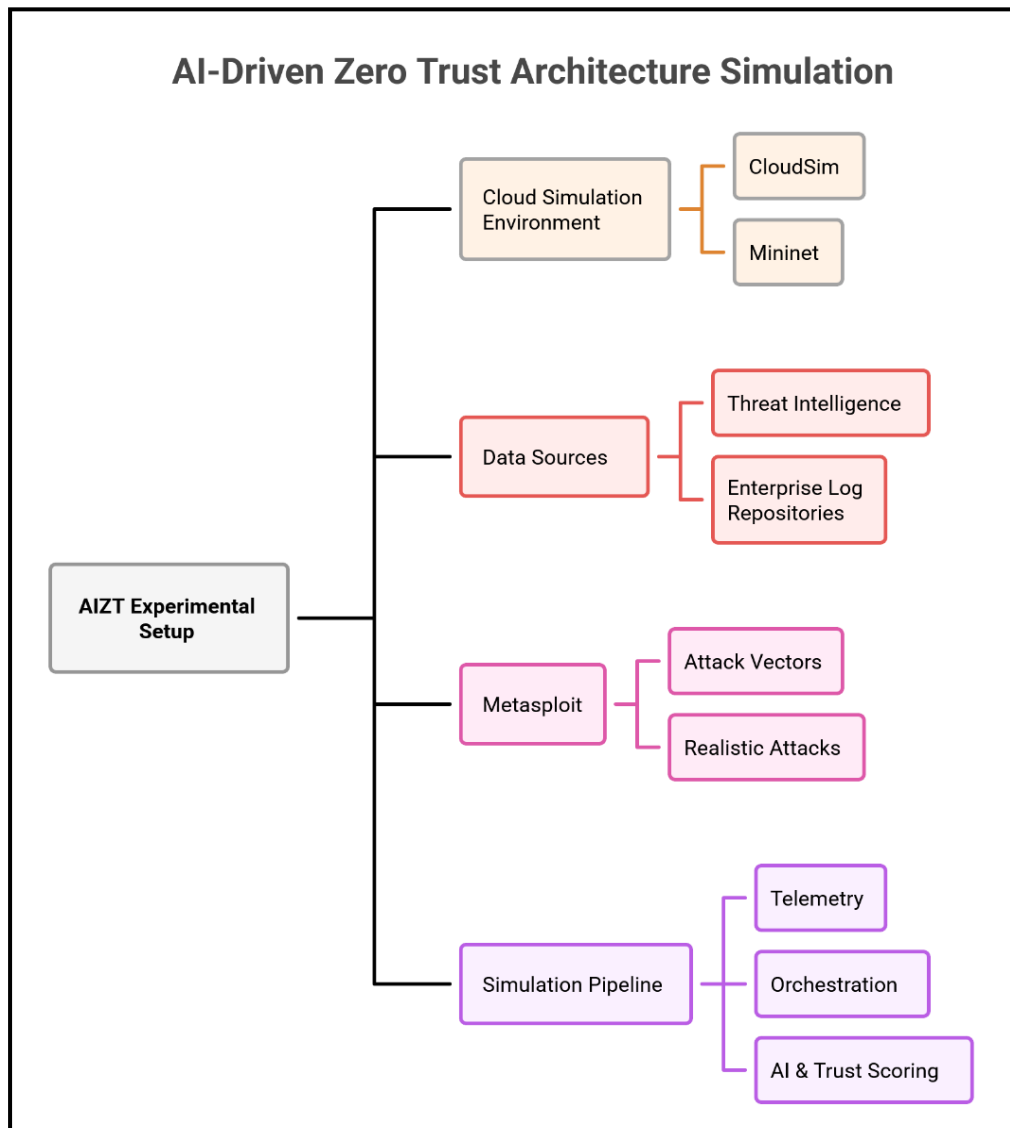 AI-Driven Zero Trust Architecture Simulation
CloudSim
Cloud Simulation
Environment
Mininet
Threat Intelligence
Data Sources
Enterprise Log
Repositories
AIZT Experimental
Setup
Attack Vectors
Metasploit
Realistic Attacks
Telemetry
Simulation Pipeline
Orchestration
AI & Trust Scoring